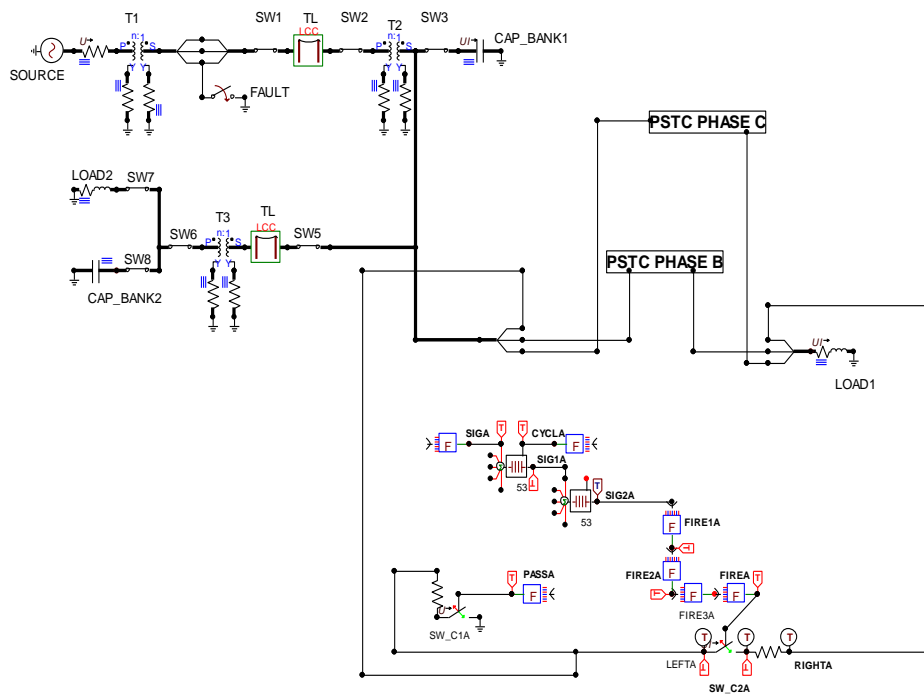 T1
SW1
TL
SW2
T2
SW3
U
n:1
P
S
LCC
n:1
P
S
UI
CAP_BANK1
SOURCE
Y
Y
FAULT
Y
Y
PSTC PHASE C
LOAD2
SW7
T3
TL
SW6
n:1
P
S
LCC
SW5
Y
Y
SW8
CAP_BANK2
PSTC PHASE B
UI
LOAD1
T
T
F
SIGA
CYCLA
F
T
SIG1A
53
T
T
SIG2A
T
53
F
FIRE1A
T
PASSA
T
F
FIRE2A
F
FIREA
T
T
F
F
FIRE3A
U
SW_C1A
T
I
T
T
LEFTA
RIGHTA
T
T
SW_C2A